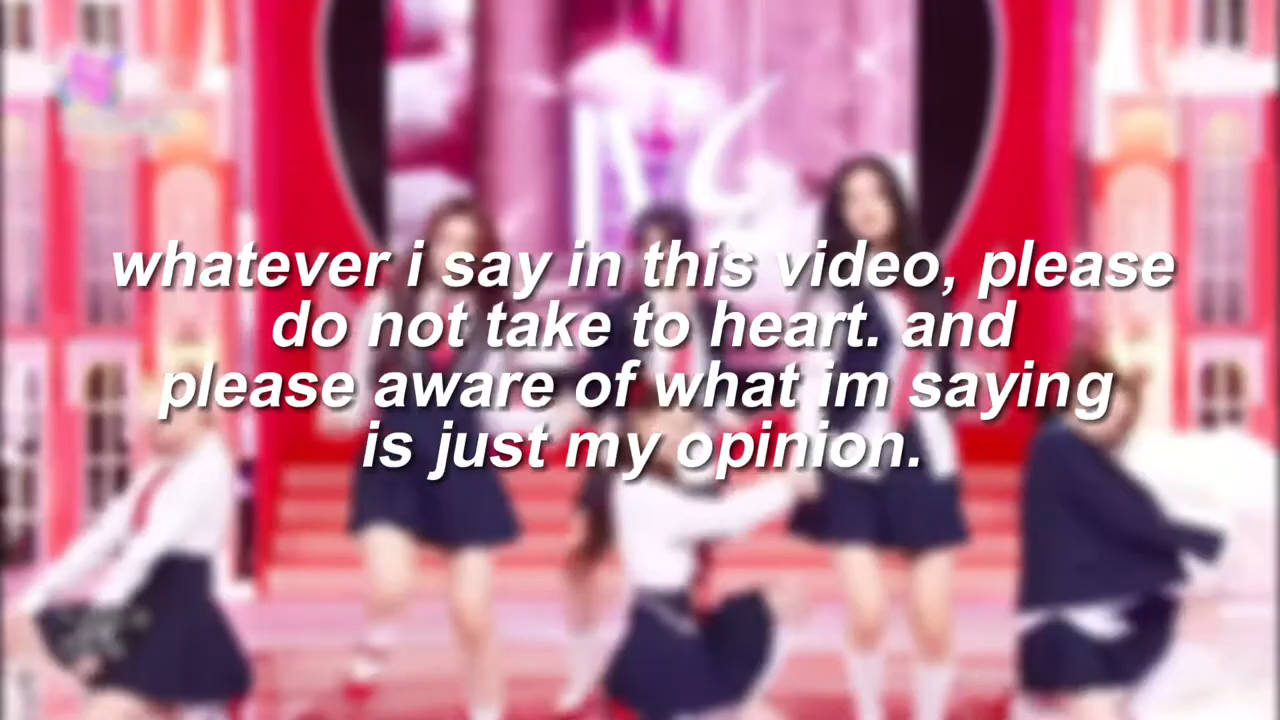 whatever i say in this video, please
do not take to heart. and
please aware of what im saying
is just my opinion.